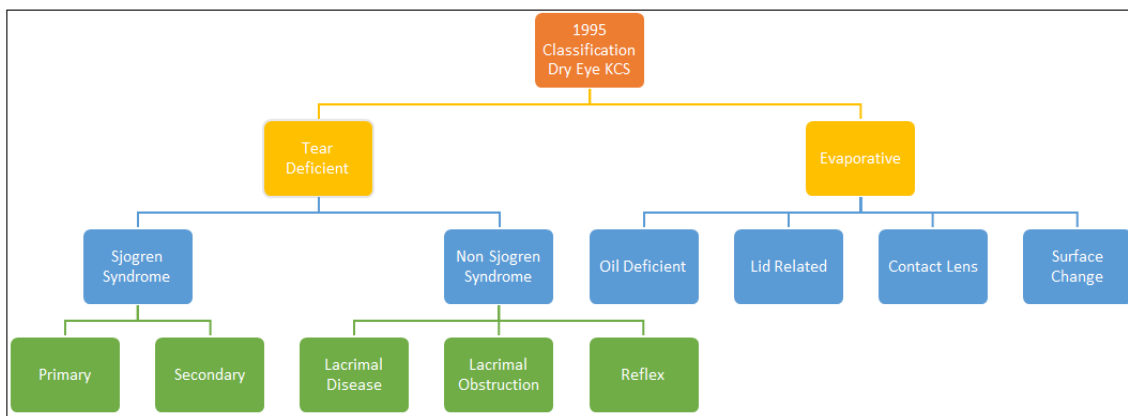 1995
Classification
Dry Eye KCS
Tear
Deficient
Evaporative
Sjogren
Syndrome
Non Sjogren
Syndrome
Oil Deficient
Lid Related
Contact Lens
Surface
Change
Primary
Secondary
Lacrimal
Disease
Lacrimal
Obstruction
Reflex